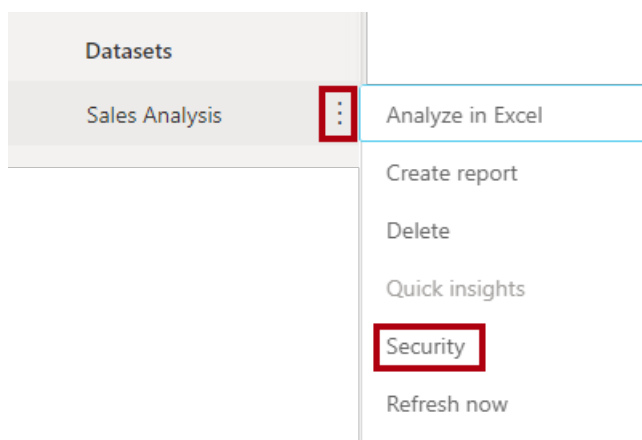 Datasets
Sales Analysis
Analyze in Excel
Create report
Delete
Quick insights
Security
Refresh now